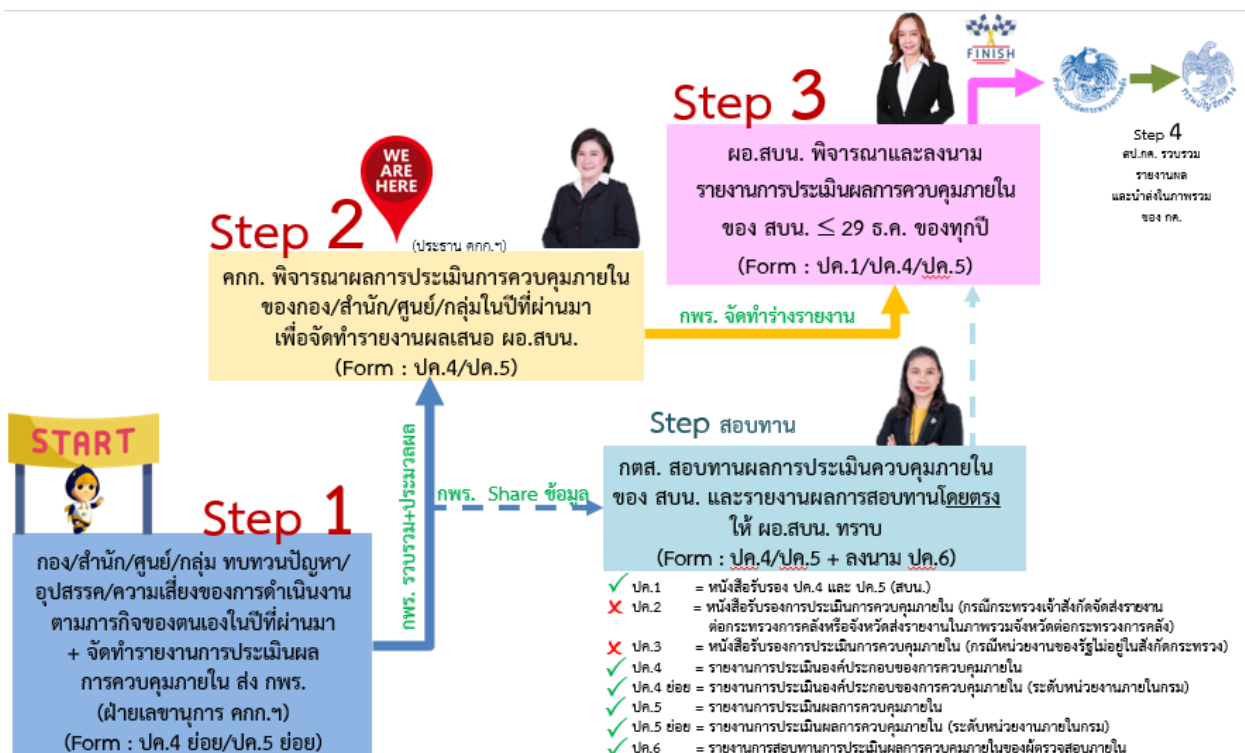 START
Step 1
กอง/สำนัก/ศูนย์/กลุ่ม ทบทวนปัญหา/
อุปสรรค/ความเสี่ยงของการดำเนินงาน
ตามภารกิจของตนเองในปีที่ผ่านมา
+ จัดทำรายงานการประเมินผล
การควบคุมภายใน ส่ง กพร.
(ฝ่ายเลขานุการ คกก.ฯ)
(Form : ปค.4 ย่อย/ปค.5 ย่อย)
กพร. รวบรวม+ประมวลผล
กพร. Share ข้อมูล
WE
ARE
HERE
Step 2
(ประธาน คกก.ฯ)
คกก. พิจารณาผลการประเมินการควบคุมภายใน
ของกอง/สำนัก/ศูนย์/กลุ่มในปีที่ผ่านมา
เพื่อจัดทำรายงานผลเสนอ ผอ.สบน.
(Form : ปค.4/ปค.5)
กพร. จัดทำร่างรายงาน
Step 3
ผอ.สบน. พิจารณาและลงนาม
รายงานการประเมินผลการควบคุมภายใน
ของ สบน. ≤ 29 ธ.ค. ของทุกปี
(Form : ปค.1/ปค.4/ปค.5)
FINISH
สำนักงานปลัดกระทรวงการคลัง
กรมบัญชีกลาง
Step 4
สป.กค. รวบรวม
รายงานผล
และนำส่งในภาพรวม
ของ กค.
Step สอบทาน
กตส. สอบทานผลการประเมินควบคุมภายใน
ของ สบน. และรายงานผลการสอบทานโดยตรง
ให้ ผอ.สบน. ทราบ
(Form : ปค.4/ปค.5 + ลงนาม ปค.6)
✓ ปค.1 = หนังสือรับรอง ปค.4 และ ปค.5 (สบน.)
✗ ปค.2 = หนังสือรับรองการประเมินการควบคุมภายใน (กรณีกระทรวงเจ้าสังกัดจัดส่งรายงาน
ต่อกระทรวงการคลังหรือจังหวัดส่งรายงานในภาพรวมจังหวัดต่อกระทรวงการคลัง)
✗ ปค.3 = หนังสือรับรองการประเมินการควบคุมภายใน (กรณีหน่วยงานของรัฐไม่อยู่ในสังกัดกระทรวง)
✓ ปค.4 = รายงานการประเมินองค์ประกอบของการควบคุมภายใน
✓ ปค.4 ย่อย = รายงานการประเมินองค์ประกอบของการควบคุมภายใน (ระดับหน่วยงานภายในกรม)
✓ ปค.5 = รายงานการประเมินผลการควบคุมภายใน
✓ ปค.5 ย่อย = รายงานการประเมินผลการควบคุมภายใน (ระดับหน่วยงานภายในกรม)
✓ ปค.6 = รายงานการสอบทานการประเมินผลการควบคุมภายในของผู้ตรวจสอบภายใน